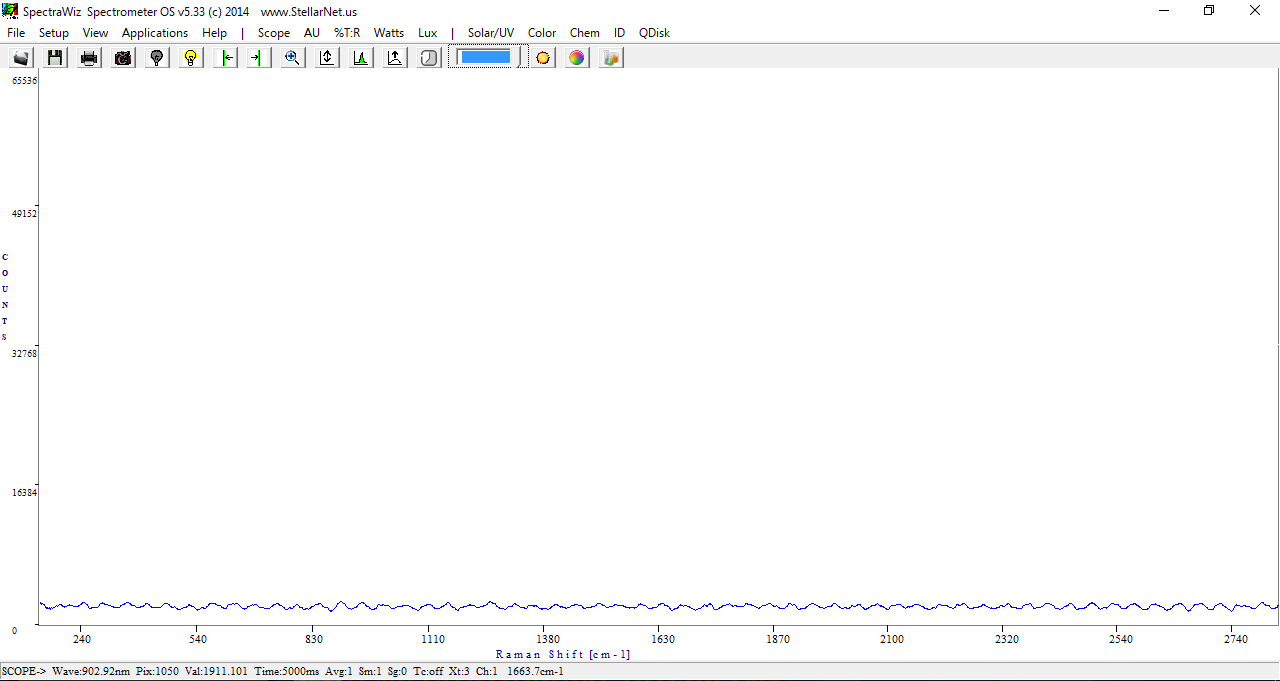 SpectraWiz Spectrometer OS v5.33 (c) 2014 www.StellarNet.us
File Setup View Applications Help | Scope AU %T:R Watts Lux | Solar/UV Color Chem ID QDisk
65536
49152
COUNTS
32768
16384
0
240 540 830 1110 1380 1630 1870 2100 2320 2540 2740
Raman Shift [cm-1]
SCOPE-> Wave:902.92nm Pix:1050 Val:1911.101 Time:5000ms Avg:1 Sm:1 Sg:0 Tc:off Xt:3 Ch:1 1663.7cm-1